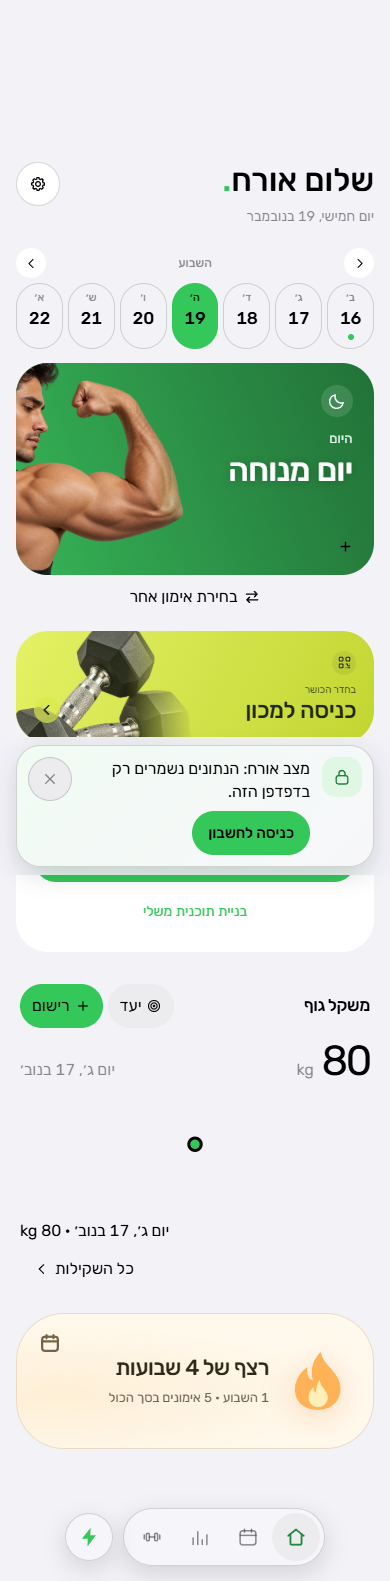 שלום אורח.
יום חמישי, 19 בנובמבר
השבוע
ב׳ ג׳ ד׳ ה׳ ו׳ ש׳ א׳
16 17 18 19 20 21 22
היום
יום מנוחה
בחירת אימון אחר
בחדר הכושר
כניסה למכון
מצב אורח: הנתונים נשמרים רק
בדפדפן הזה.
כניסה לחשבון
בניית תוכנית משלי
משקל גוף
יעד
רישום
80 kg
יום ג׳, 17 בנוב׳
יום ג׳, 17 בנוב׳ • 80 kg
כל השקילות
רצף של 4 שבועות
1 השבוע • 5 אימונים בסך הכול